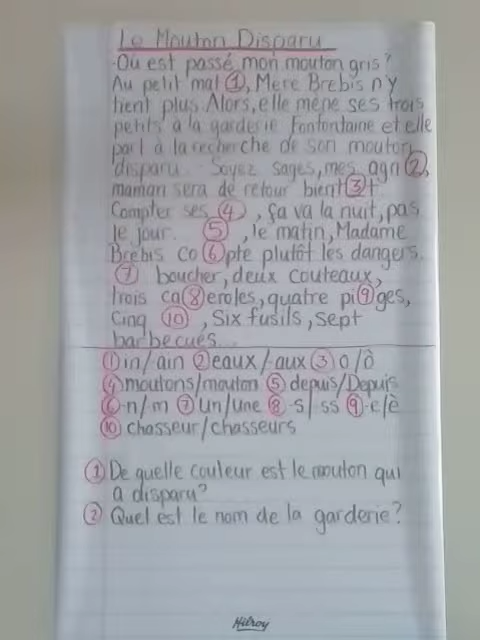 Le Mouton Disparu
-Où est passé mon mouton gris?
Au petit mat ①, Mère Brebis n'y
tient plus. Alors, elle mène ses trois
petits à la garderie Fontontaine et elle
part à la recherche de son mouton
disparu. -Soyez sages, mes agn ②,
maman sera de retour bient ③ t
Compter ses ④, ça va la nuit, pas
le jour. ⑤, le matin, Madame
Brebis co ⑥ pte plutôt les dangers.
⑦ boucher, deux couteaux,
trois ca ⑧ eroles, quatre pi ⑨ ges,
cinq ⑩, six fusils, sept
barbecues...
① in/ain ② eaux/-aux ③ o/ô
④ moutons/mouton ⑤ depuis/Depuis
⑥ -n/-m ⑦ un/une ⑧ -s/-ss ⑨ -e/è
⑩ chasseur/chasseurs
① De quelle couleur est le mouton qui
a disparu?
② Quel est le nom de la garderie?
Hilroy